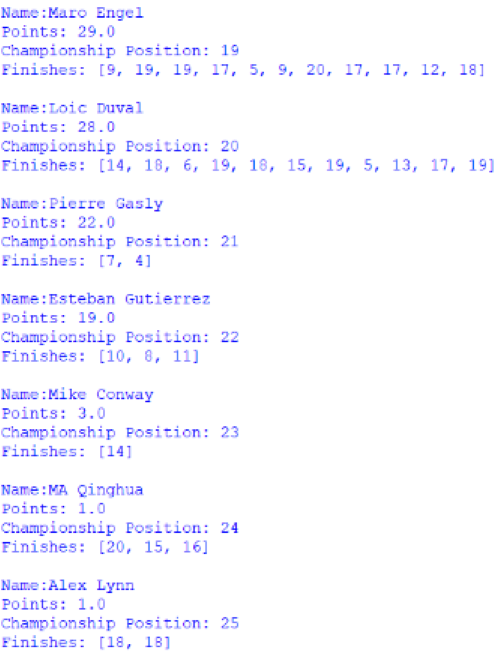 Name:Maro Engel
Points: 29.0
Championship Position: 19
Finishes: [9, 19, 19, 17, 5, 9, 20, 17, 17, 12, 18]
Name:Loic Duval
Points: 28.0
Championship Position: 20
Finishes: [14, 18, 6, 19, 18, 15, 19, 5, 13, 17, 19]
Name:Pierre Gasly
Points: 22.0
Championship Position: 21
Finishes: [7, 4]
Name:Esteban Gutierrez
Points: 19.0
Championship Position: 22
Finishes: [10, 8, 11]
Name:Mike Conway
Points: 3.0
Championship Position: 23
Finishes: [14]
Name:MA Qinghua
Points: 1.0
Championship Position: 24
Finishes: [20, 15, 16]
Name:Alex Lynn
Points: 1.0
Championship Position: 25
Finishes: [18, 18]